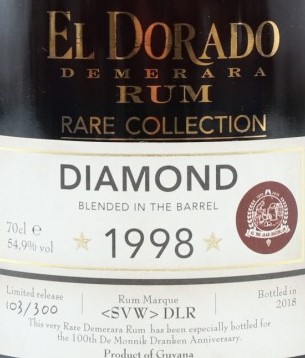 EL DORADO
DEMERARA
RUM
RARE COLLECTION
DIAMOND
BLENDED IN THE BARREL
70cl e
54,9% vol
1998
Limited release
103/300
Rum Marque
<SVW> DLR
Bottled in
2018
This very Rare Demerara Rum has been especially bottled for
the 100th De Monnik Dranken Anniversary.
Product of Guyana